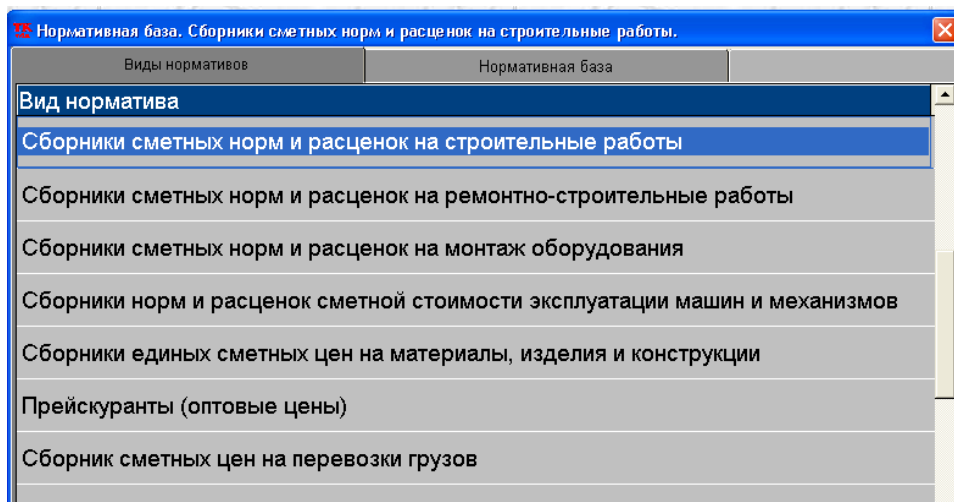 Нормативная база. Сборники сметных норм и расценок на строительные работы.
Виды нормативов
Нормативная база
Вид норматива
Сборники сметных норм и расценок на строительные работы
Сборники сметных норм и расценок на ремонтно-строительные работы
Сборники сметных норм и расценок на монтаж оборудования
Сборники норм и расценок сметной стоимости эксплуатации машин и механизмов
Сборники единых сметных цен на материалы, изделия и конструкции
Прейскуранты (оптовые цены)
Сборник сметных цен на перевозки грузов